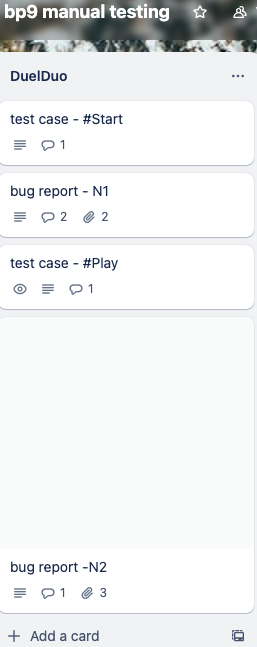 bp9 manual testing
DuelDuo
test case - #Start
1
bug report - N1
2 2
test case - #Play
1
bug report -N2
1 3
Add a card